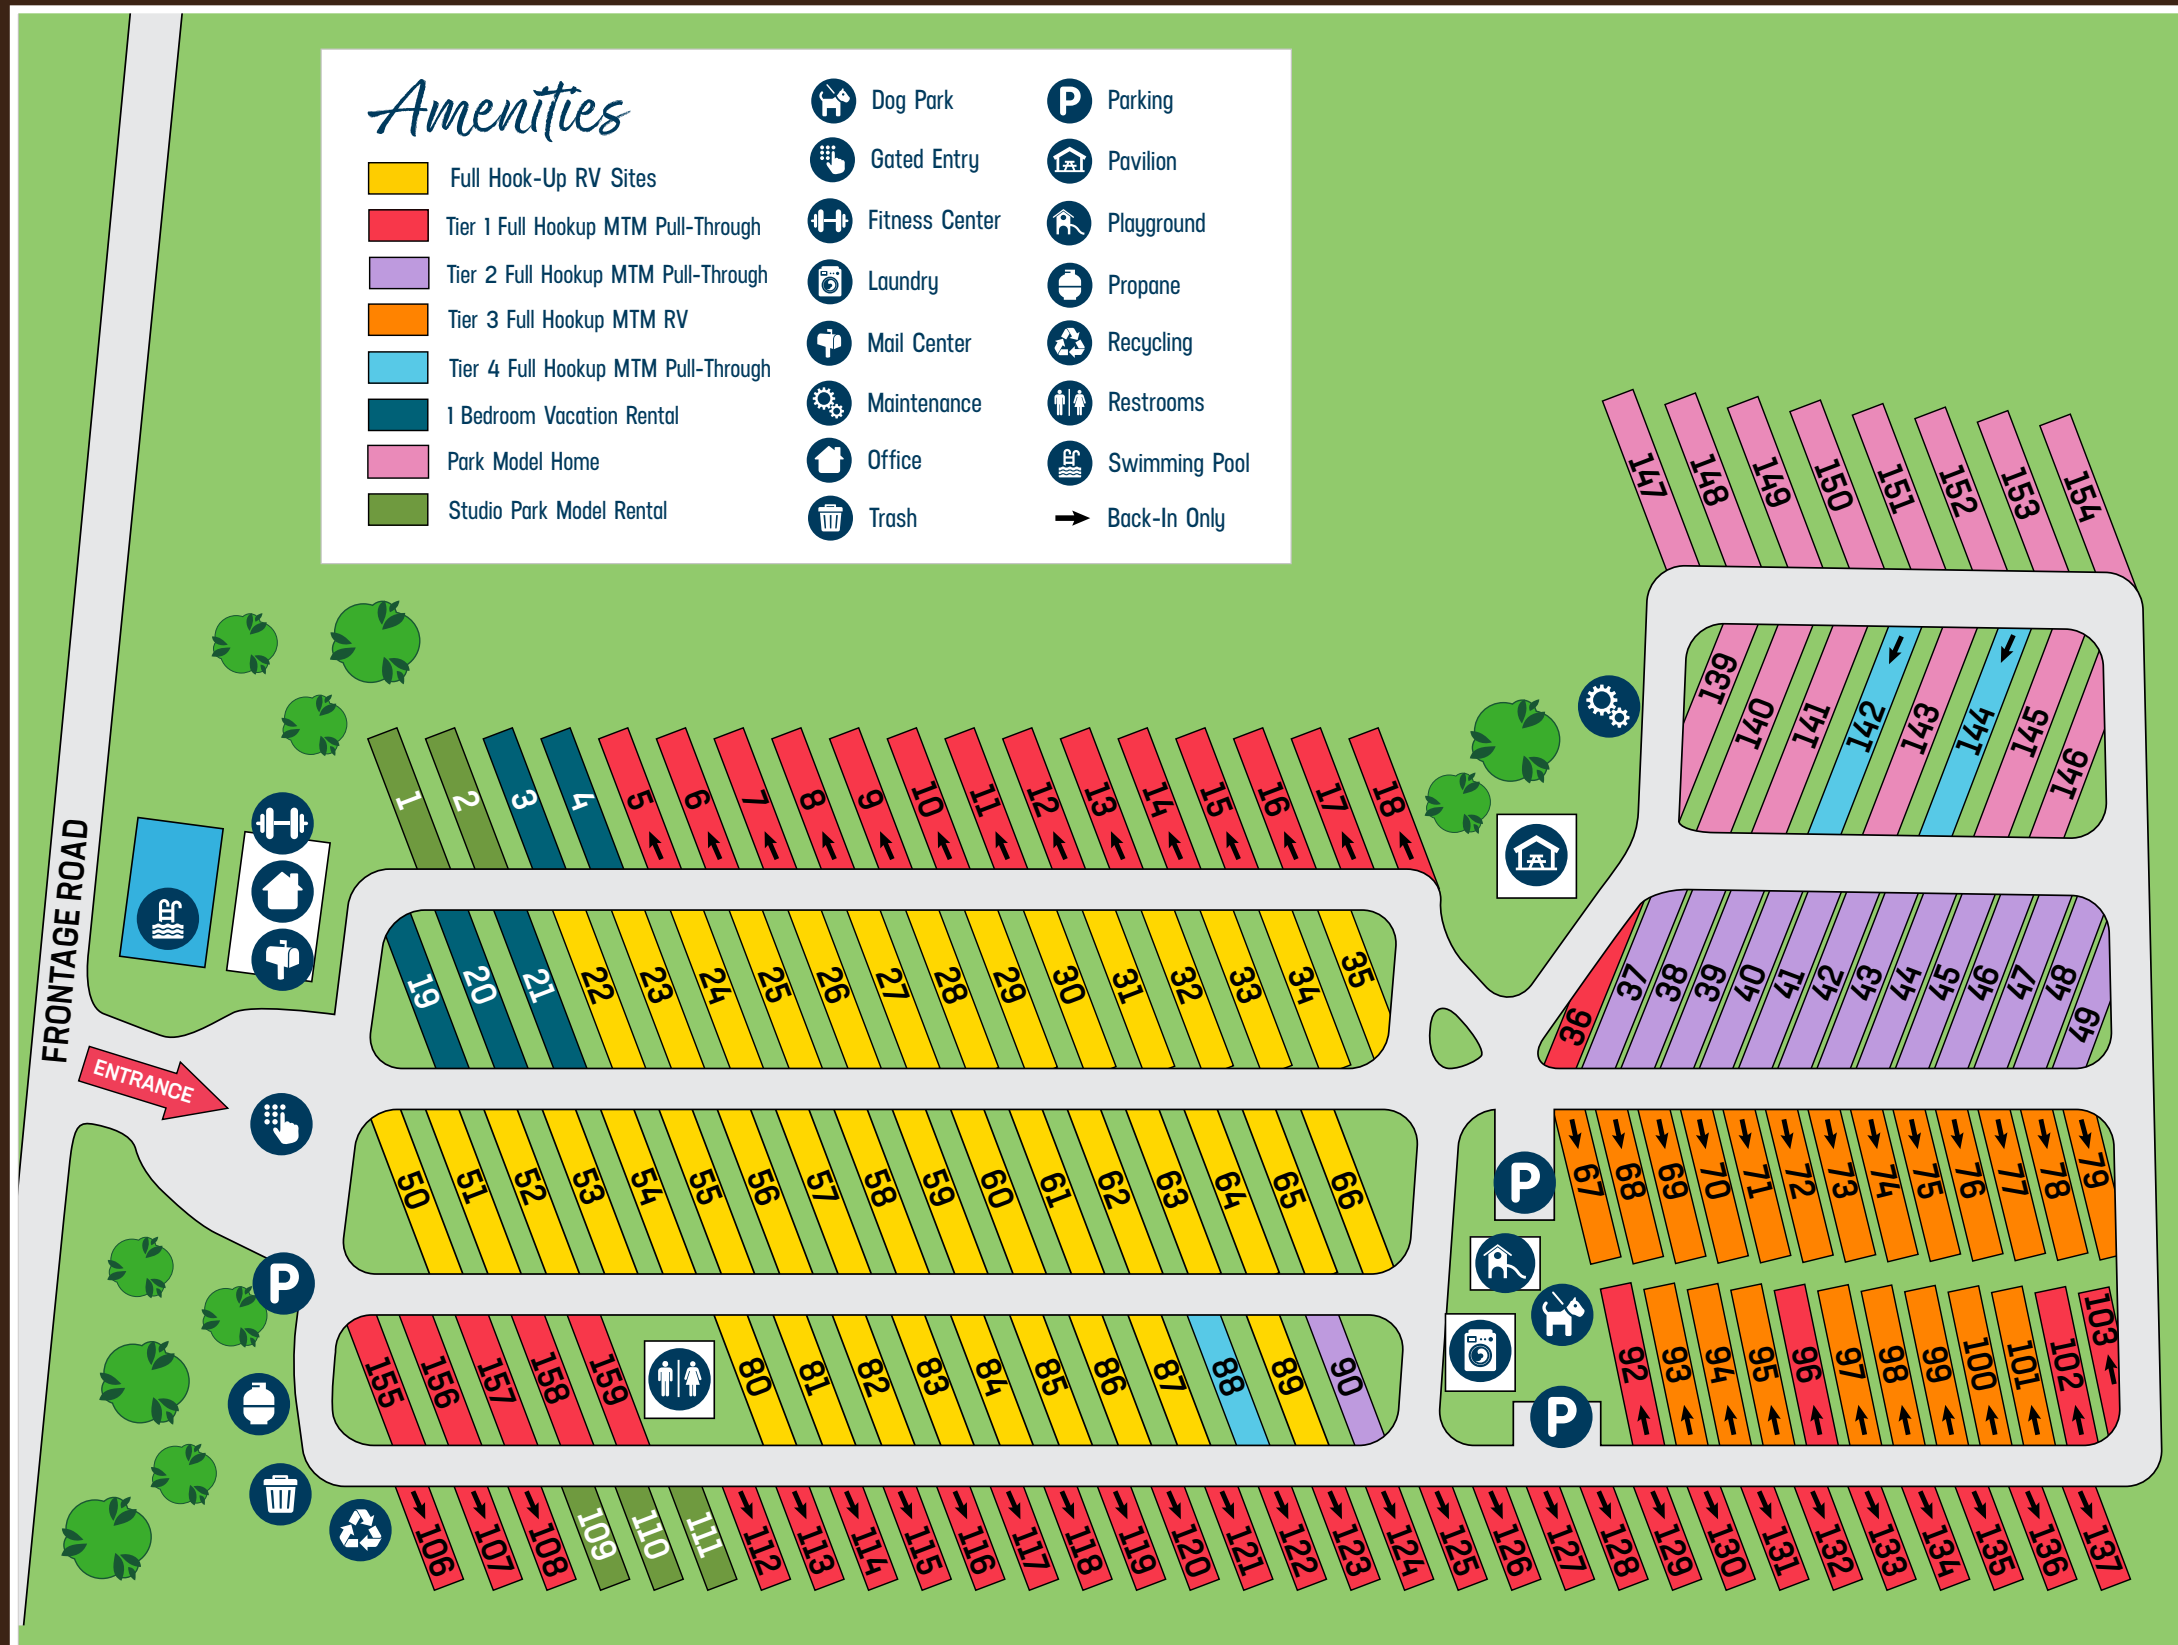 Amenities
Full Hook-Up RV Sites
Tier 1 Full Hookup MTM Pull-Through
Tier 2 Full Hookup MTM Pull-Through
Tier 3 Full Hookup MTM RV
Tier 4 Full Hookup MTM Pull-Through
1 Bedroom Vacation Rental
Park Model Home
Studio Park Model Rental
Dog Park
Gated Entry
Fitness Center
Laundry
Mail Center
Maintenance
Office
Trash
P
Parking
Pavilion
Playground
Propane
Recycling
Restrooms
Swimming Pool
Back-In Only
147 148 149 150 151 152 153 154
139 140 141 142 143 144 145 146
1 2 3 4 5 6 7 8 9 10 11 12 13 14 15 16 17 18
19 20 21 22 23 24 25 26 27 28 29 30 31 32 33 34 35
36 37 38 39 40 41 42 43 44 45 46 47 48 49
FRONTAGE ROAD
ENTRANCE
50 51 52 53 54 55 56 57 58 59 60 61 62 63 64 65 66
P
67 68 69 70 71 72 73 74 75 76 77 78 79
P
155 156 157 158 159 80 81 82 83 84 85 86 87 88 89 90
92 93 94 95 96 97 98 99 100 101 102 103
P
106 107 108 109 110 111 112 113 114 115 116 117 118 119 120 121 122 123 124 125 126 127 128 129 130 131 132 133 134 135 136 137